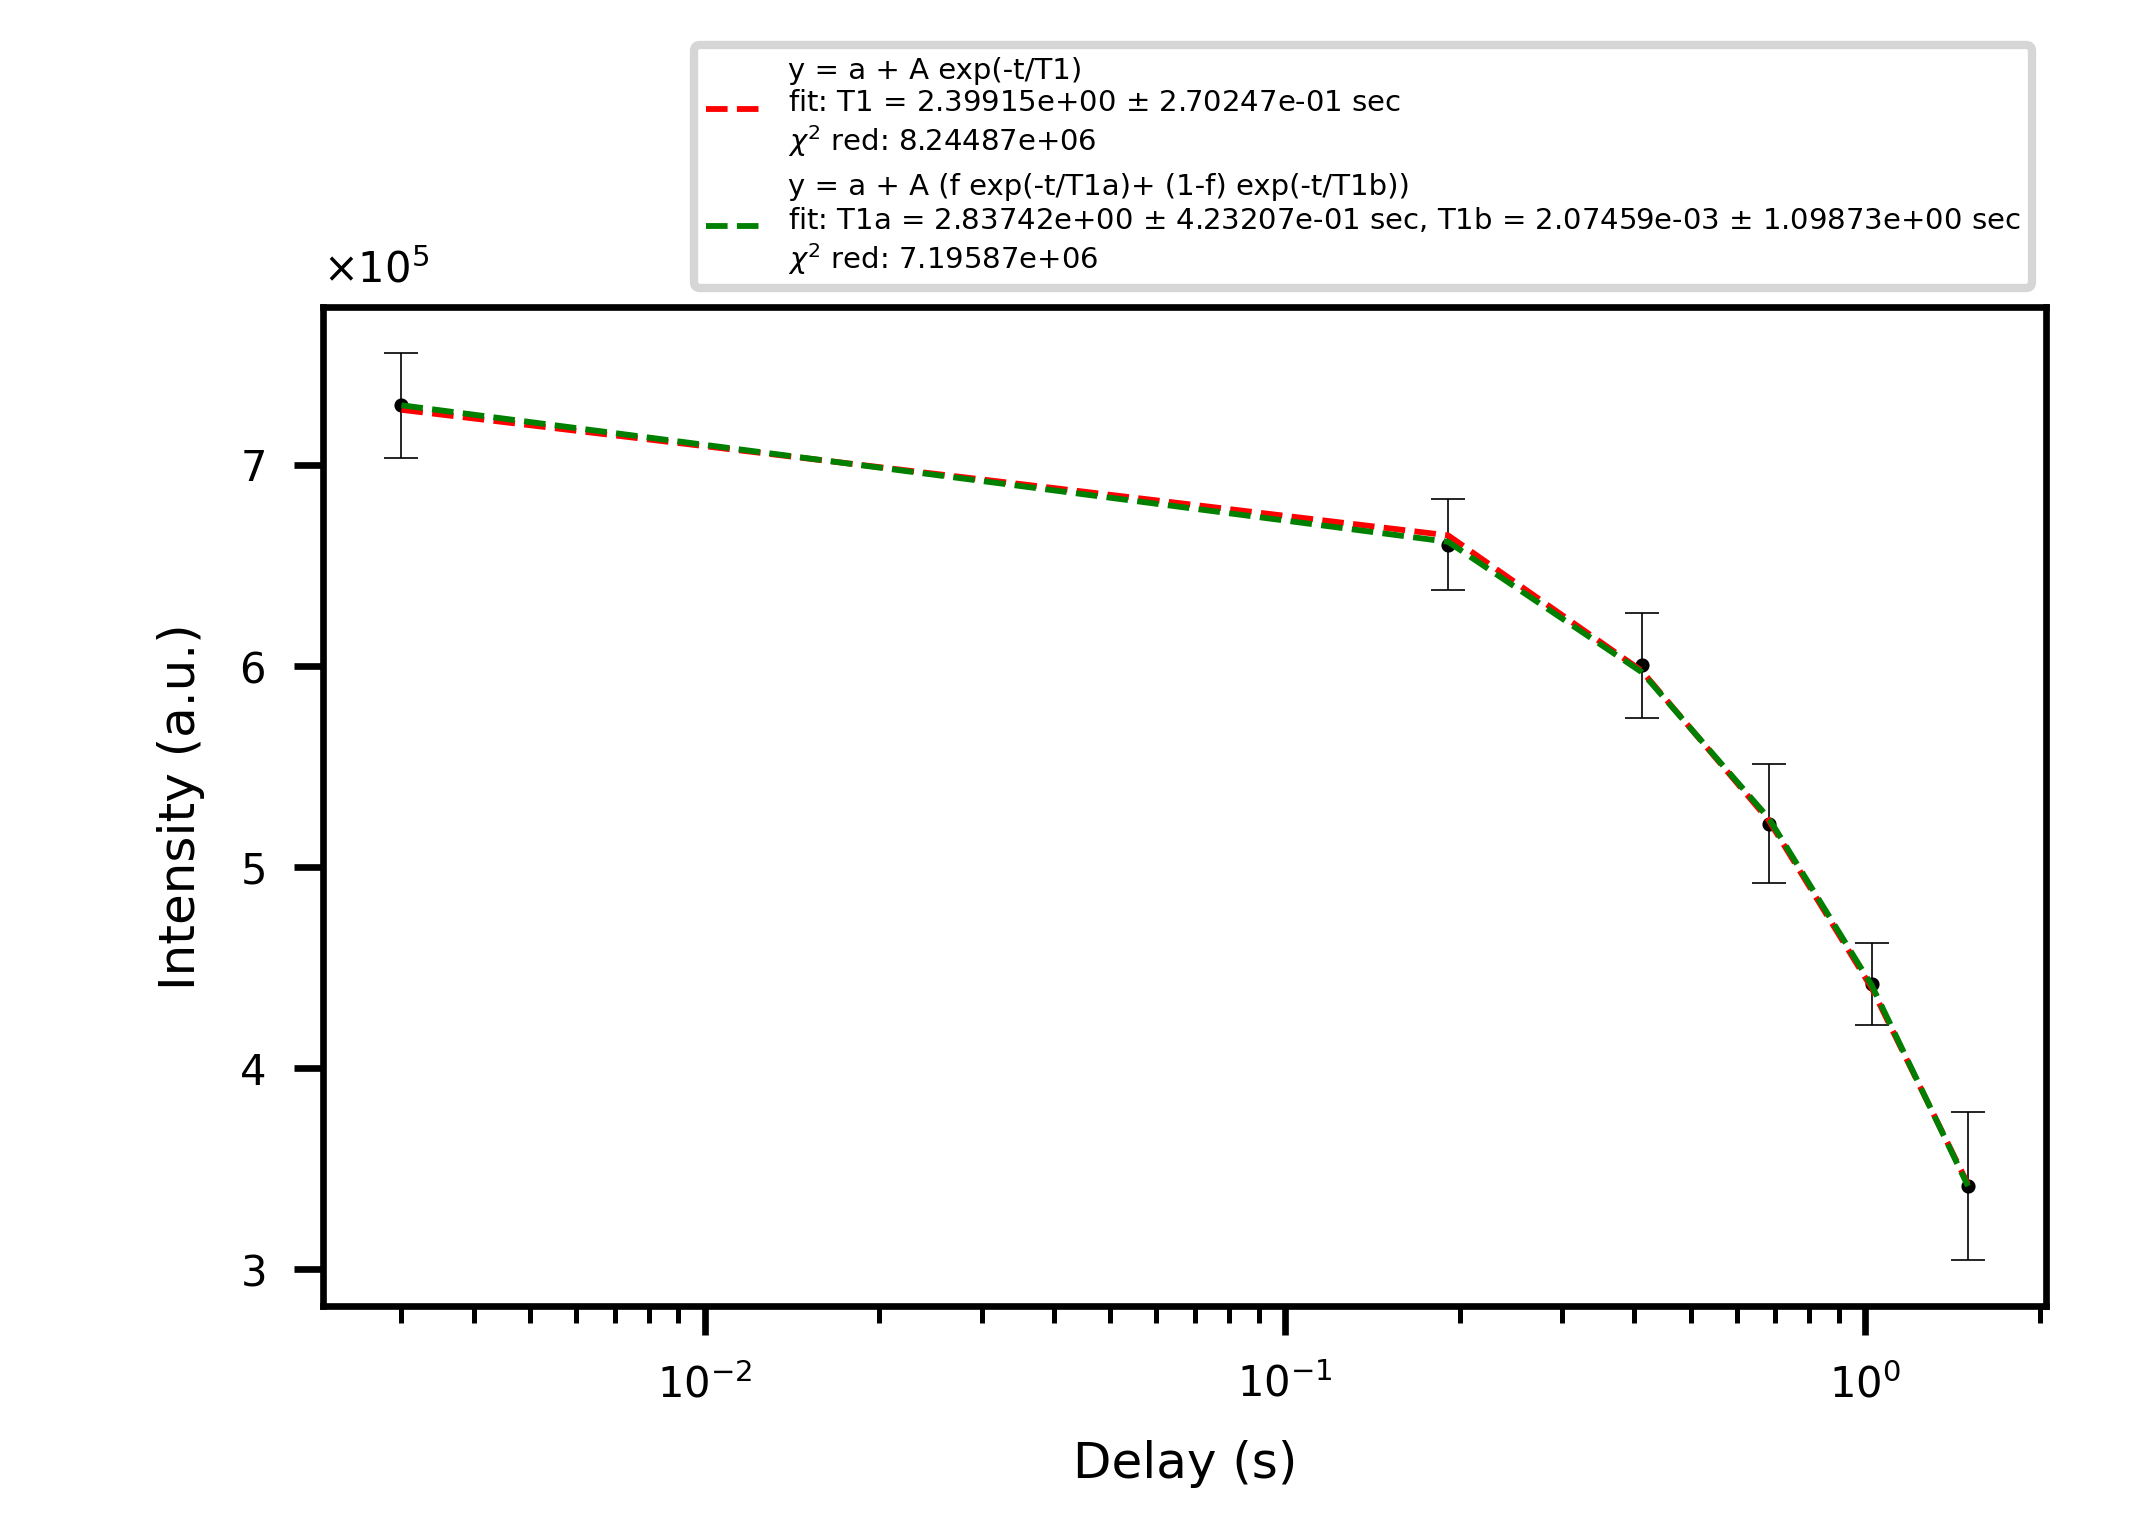 y = a + A exp(-t/T1)
fit: T1 = 2.39915e+00 ± 2.70247e-01 sec
χ² red: 8.24487e+06
y = a + A (f exp(-t/T1a)+ (1-f) exp(-t/T1b))
fit: T1a = 2.83742e+00 ± 4.23207e-01 sec, T1b = 2.07459e-03 ± 1.09873e+00 sec
χ² red: 7.19587e+06
×10⁵
7
6
5
4
3
Intensity (a.u.)
10⁻² 10⁻¹ 10⁰
Delay (s)